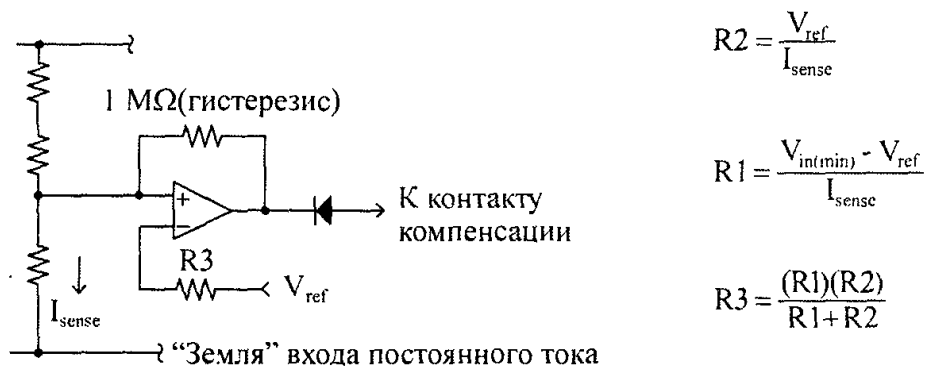 1 MΩ(гистерезис)
+
−
К контакту
компенсации
R3
V_ref
I_sense
“Земля” входа постоянного тока
R2 = V_ref / I_sense
R1 = V_in(min) - V_ref / I_sense
R3 = (R1)(R2) / R1+R2